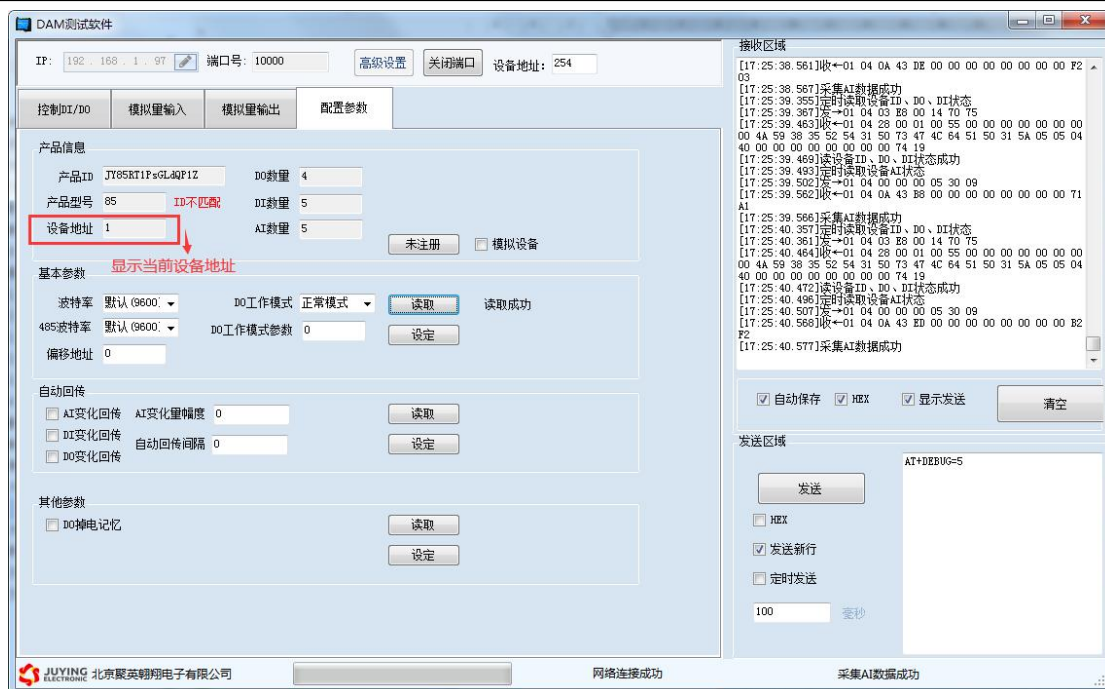 DAM测试软件
IP: 192 . 168 . 1 . 97 端口号: 10000 高级设置 关闭端口 设备地址: 254
控制DI/DO 模拟量输入 模拟量输出 配置参数
产品信息
产品ID JY85RT1PsGLdQP1Z DO数量 4
产品型号 85 ID不匹配 DI数量 5
设备地址 1 AI数量 5
未注册 模拟设备
显示当前设备地址
基本参数
波特率 默认(9600) DO工作模式 正常模式 读取 读取成功
485波特率 默认(9600) DO工作模式参数 0 设定
偏移地址 0
自动回传
AI变化回传 AI变化量幅度 0 读取
DI变化回传 自动回传间隔 0 设定
DO变化回传
其他参数
DO掉电记忆 读取
设定
接收区域
[17:25:38.561]收←01 04 0A 43 DE 00 00 00 00 00 00 00 00 F2
03
[17:25:38.567]采集AI数据成功
[17:25:39.355]定时读取设备ID、DO、DI状态
[17:25:39.367]发→01 04 03 E8 00 14 70 75
[17:25:39.463]收←01 04 28 00 01 00 55 00 00 00 00 00 00 00
00 4A 59 38 35 52 54 31 50 73 47 4C 64 51 50 31 5A 05 05 04
40 00 00 00 00 00 00 00 74 19
[17:25:39.469]读设备ID、DO、DI状态成功
[17:25:39.493]定时读取设备AI状态
[17:25:39.502]发→01 04 00 00 00 05 30 09
[17:25:39.562]收←01 04 0A 43 B8 00 00 00 00 00 00 00 00 71
A1
[17:25:39.566]采集AI数据成功
[17:25:40.357]定时读取设备ID、DO、DI状态
[17:25:40.361]发→01 04 03 E8 00 14 70 75
[17:25:40.464]收←01 04 28 00 01 00 55 00 00 00 00 00 00 00
00 4A 59 38 35 52 54 31 50 73 47 4C 64 51 50 31 5A 05 05 04
40 00 00 00 00 00 00 00 74 19
[17:25:40.472]读设备ID、DO、DI状态成功
[17:25:40.496]定时读取设备AI状态
[17:25:40.507]发→01 04 00 00 00 05 30 09
[17:25:40.568]收←01 04 0A 43 ED 00 00 00 00 00 00 00 00 B2
F2
[17:25:40.577]采集AI数据成功
自动保存 HEX 显示发送 清空
发送区域
AT+DEBUG=5
发送
HEX
发送新行
定时发送
100 毫秒
JUYING ELECTRONIC 北京聚英翱翔电子有限公司 网络连接成功 采集AI数据成功